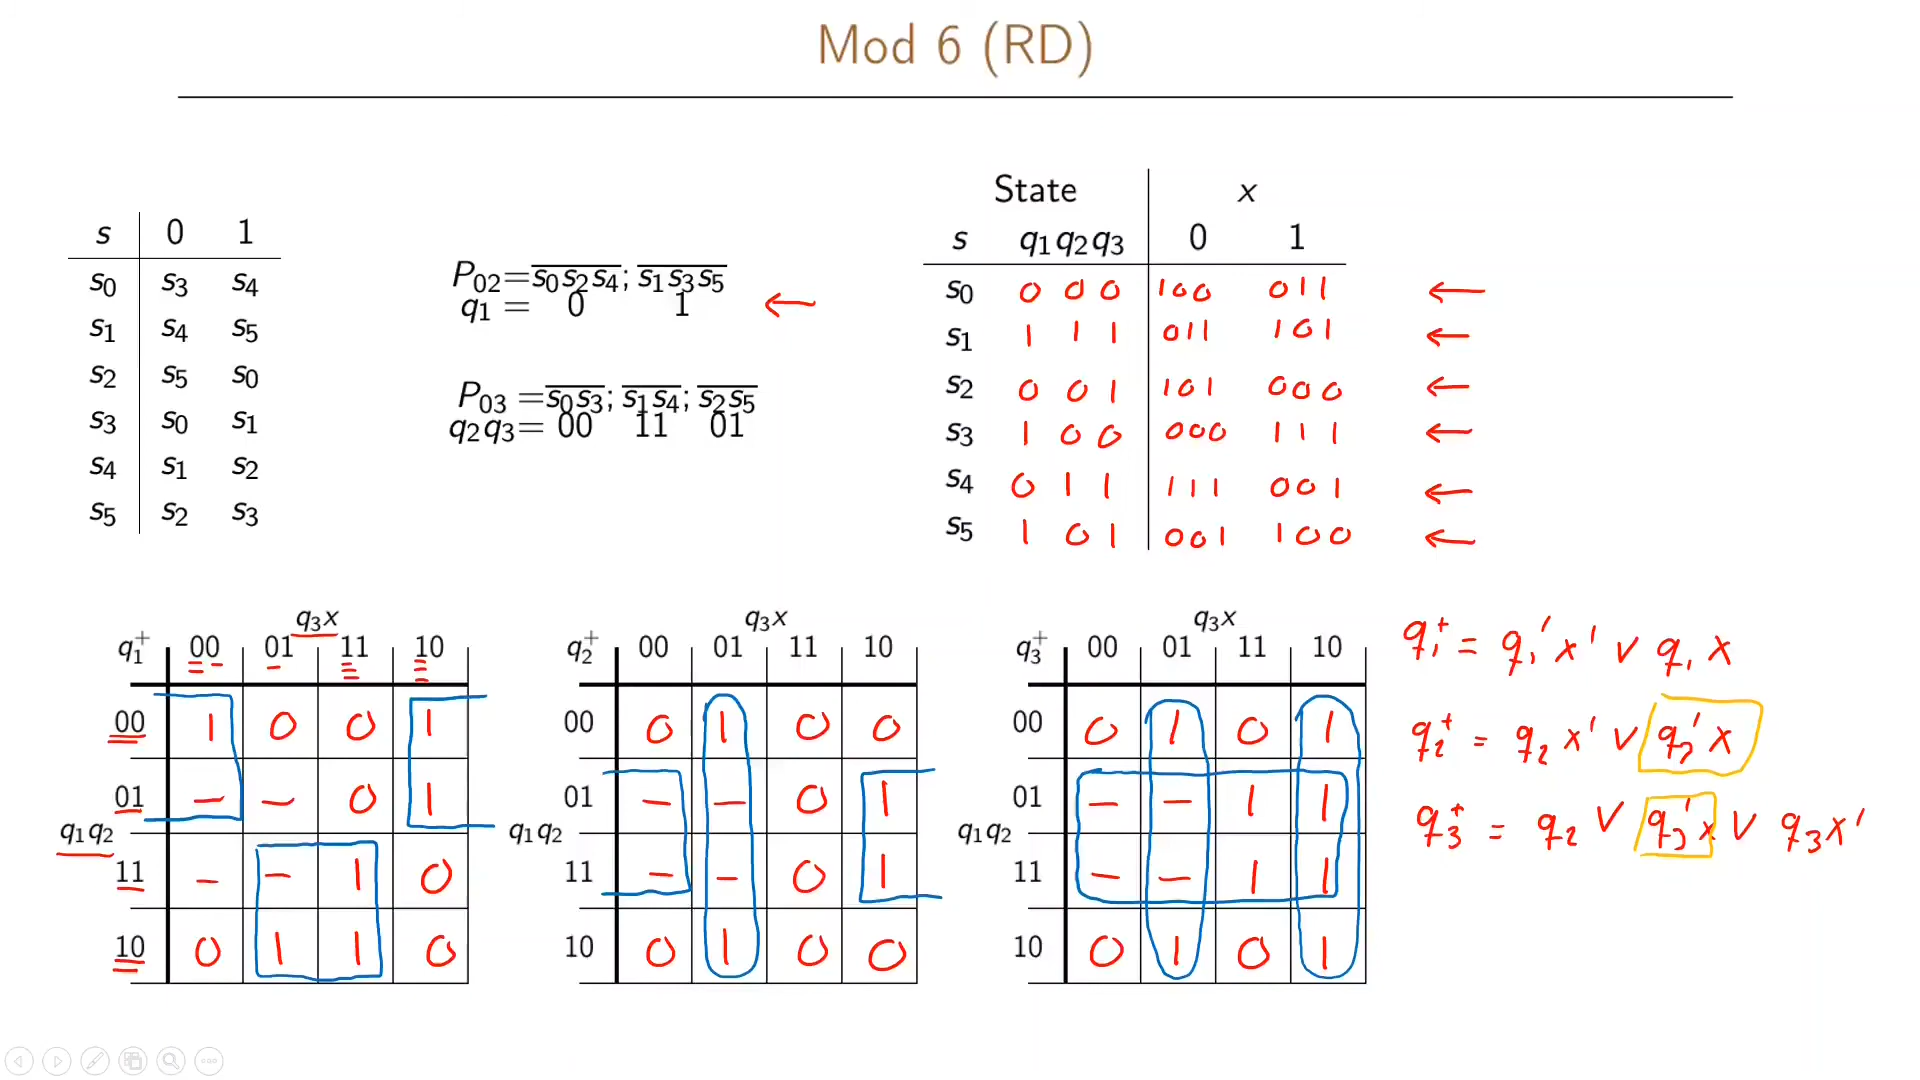 Mod 6 (RD)
s 0 1
s0 s3 s4
s1 s4 s5
s2 s5 s0
s3 s0 s1
s4 s1 s2
s5 s2 s3
P02=s0s2s4; s1s3s5
q1 = 0 1 ←
P03 =s0s3; s1s4; s2s5
q2q3= 00 11 01
State x
s q1q2q3 0 1
s0 0 0 0 100 011 ←
s1 1 1 1 011 101 ←
s2 0 0 1 101 000 ←
s3 1 0 0 000 111 ←
s4 0 1 1 111 001 ←
s5 1 0 1 001 100 ←
q3x
q1+ 00 01 11 10
00 1 0 0 1
01 – – 0 1
q1q2
11 – – 1 0
10 0 1 1 0
q3x
q2+ 00 01 11 10
00 0 1 0 0
01 – – 0 1
q1q2
11 – – 0 1
10 0 1 0 0
q3x
q3+ 00 01 11 10
00 0 1 0 1
01 – – 1 1
q1q2
11 – – 1 1
10 0 1 0 1
q1+ = q1'x' ∨ q1x
q2+ = q2x' ∨ q3'x
q3+ = q2 ∨ q3'x ∨ q3x'